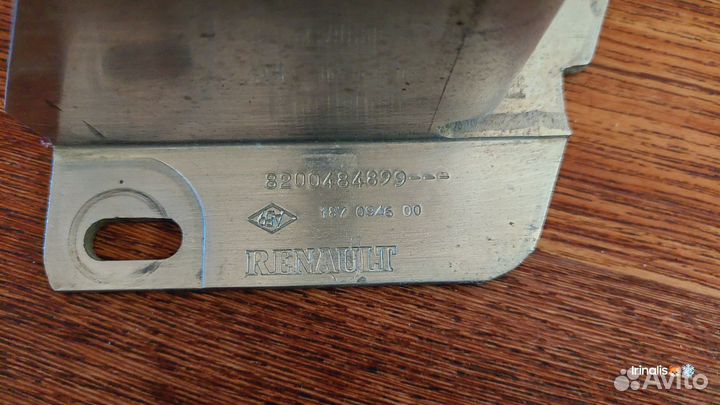 8200484899---
187 0946 00
RENAULT
Irinalis
Avito